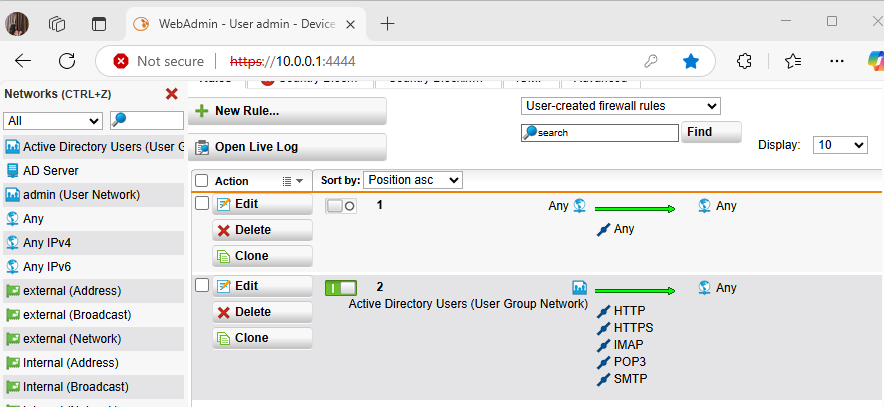 WebAdmin - User admin - Device
Not secure
https://10.0.0.1:4444
Networks (CTRL+Z)
All
Active Directory Users (User G
AD Server
admin (User Network)
Any
Any IPv4
Any IPv6
external (Address)
external (Broadcast)
external (Network)
Internal (Address)
Internal (Broadcast)
New Rule...
User-created firewall rules
Open Live Log
search
Find
Display:
10
Action
Sort by:
Position asc
Edit
1
Any
Any
Delete
Any
Clone
Edit
2
Any
Active Directory Users (User Group Network)
Delete
HTTP
HTTPS
Clone
IMAP
POP3
SMTP